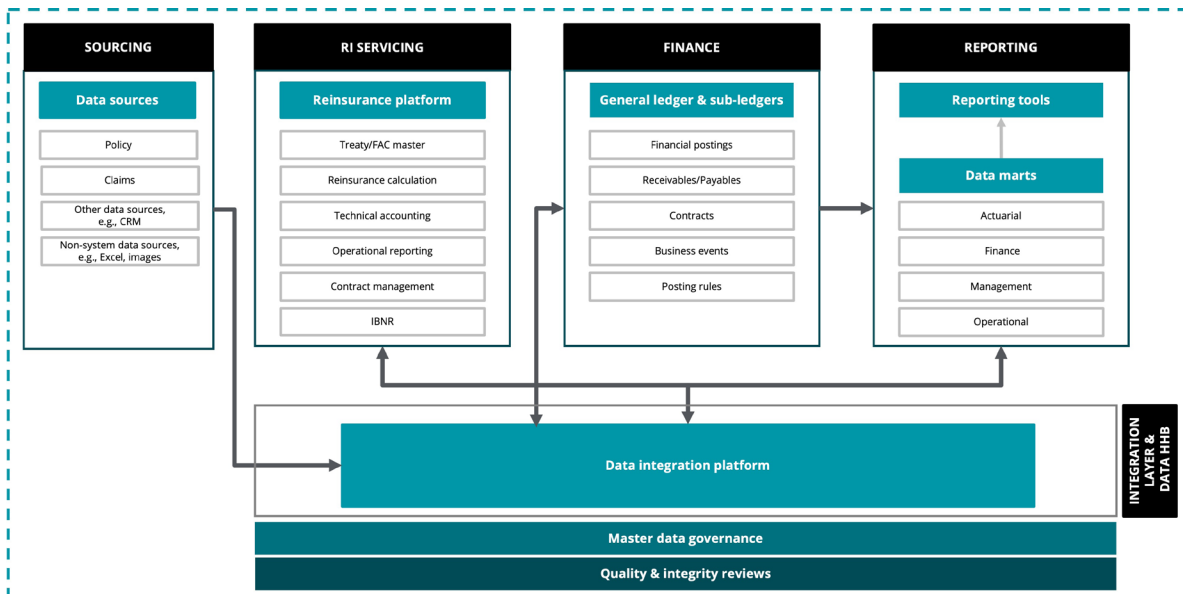 SOURCING
Data sources
Policy
Claims
Other data sources,
e.g., CRM
Non-system data sources,
e.g., Excel, images
RI SERVICING
Reinsurance platform
Treaty/FAC master
Reinsurance calculation
Technical accounting
Operational reporting
Contract management
IBNR
FINANCE
General ledger & sub-ledgers
Financial postings
Receivables/Payables
Contracts
Business events
Posting rules
REPORTING
Reporting tools
Data marts
Actuarial
Finance
Management
Operational
Data integration platform
INTEGRATION
LAYER &
DATA HHB
Master data governance
Quality & integrity reviews